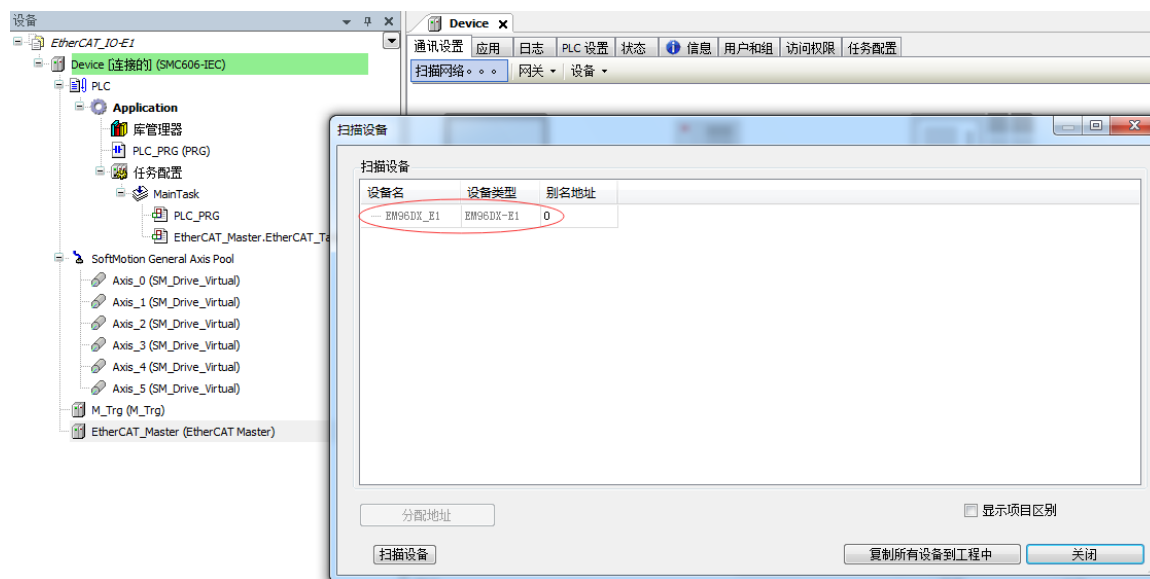 设备
EtherCAT_IO-E1
Device [连接的] (SMC606-IEC)
PLC
Application
库管理器
PLC_PRG (PRG)
任务配置
MainTask
PLC_PRG
EtherCAT_Master.EtherCAT_Ta
SoftMotion General Axis Pool
Axis_0 (SM_Drive_Virtual)
Axis_1 (SM_Drive_Virtual)
Axis_2 (SM_Drive_Virtual)
Axis_3 (SM_Drive_Virtual)
Axis_4 (SM_Drive_Virtual)
Axis_5 (SM_Drive_Virtual)
M_Trg (M_Trg)
EtherCAT_Master (EtherCAT Master)
Device
通讯设置 应用 日志 PLC 设置 状态 信息 用户和组 访问权限 任务配置
扫描网络。。。 网关 设备
扫描设备
扫描设备
设备名 设备类型 别名地址
EM96DX_E1 EM96DX-E1 0
分配地址
显示项目区别
扫描设备 复制所有设备到工程中 关闭